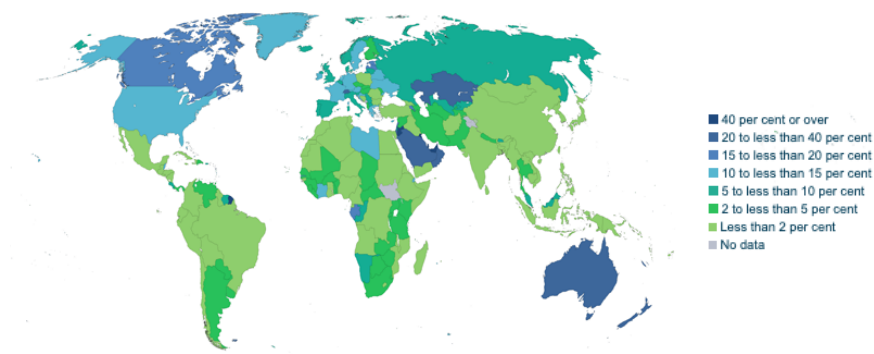 40 per cent or over
20 to less than 40 per cent
15 to less than 20 per cent
10 to less than 15 per cent
5 to less than 10 per cent
2 to less than 5 per cent
Less than 2 per cent
No data